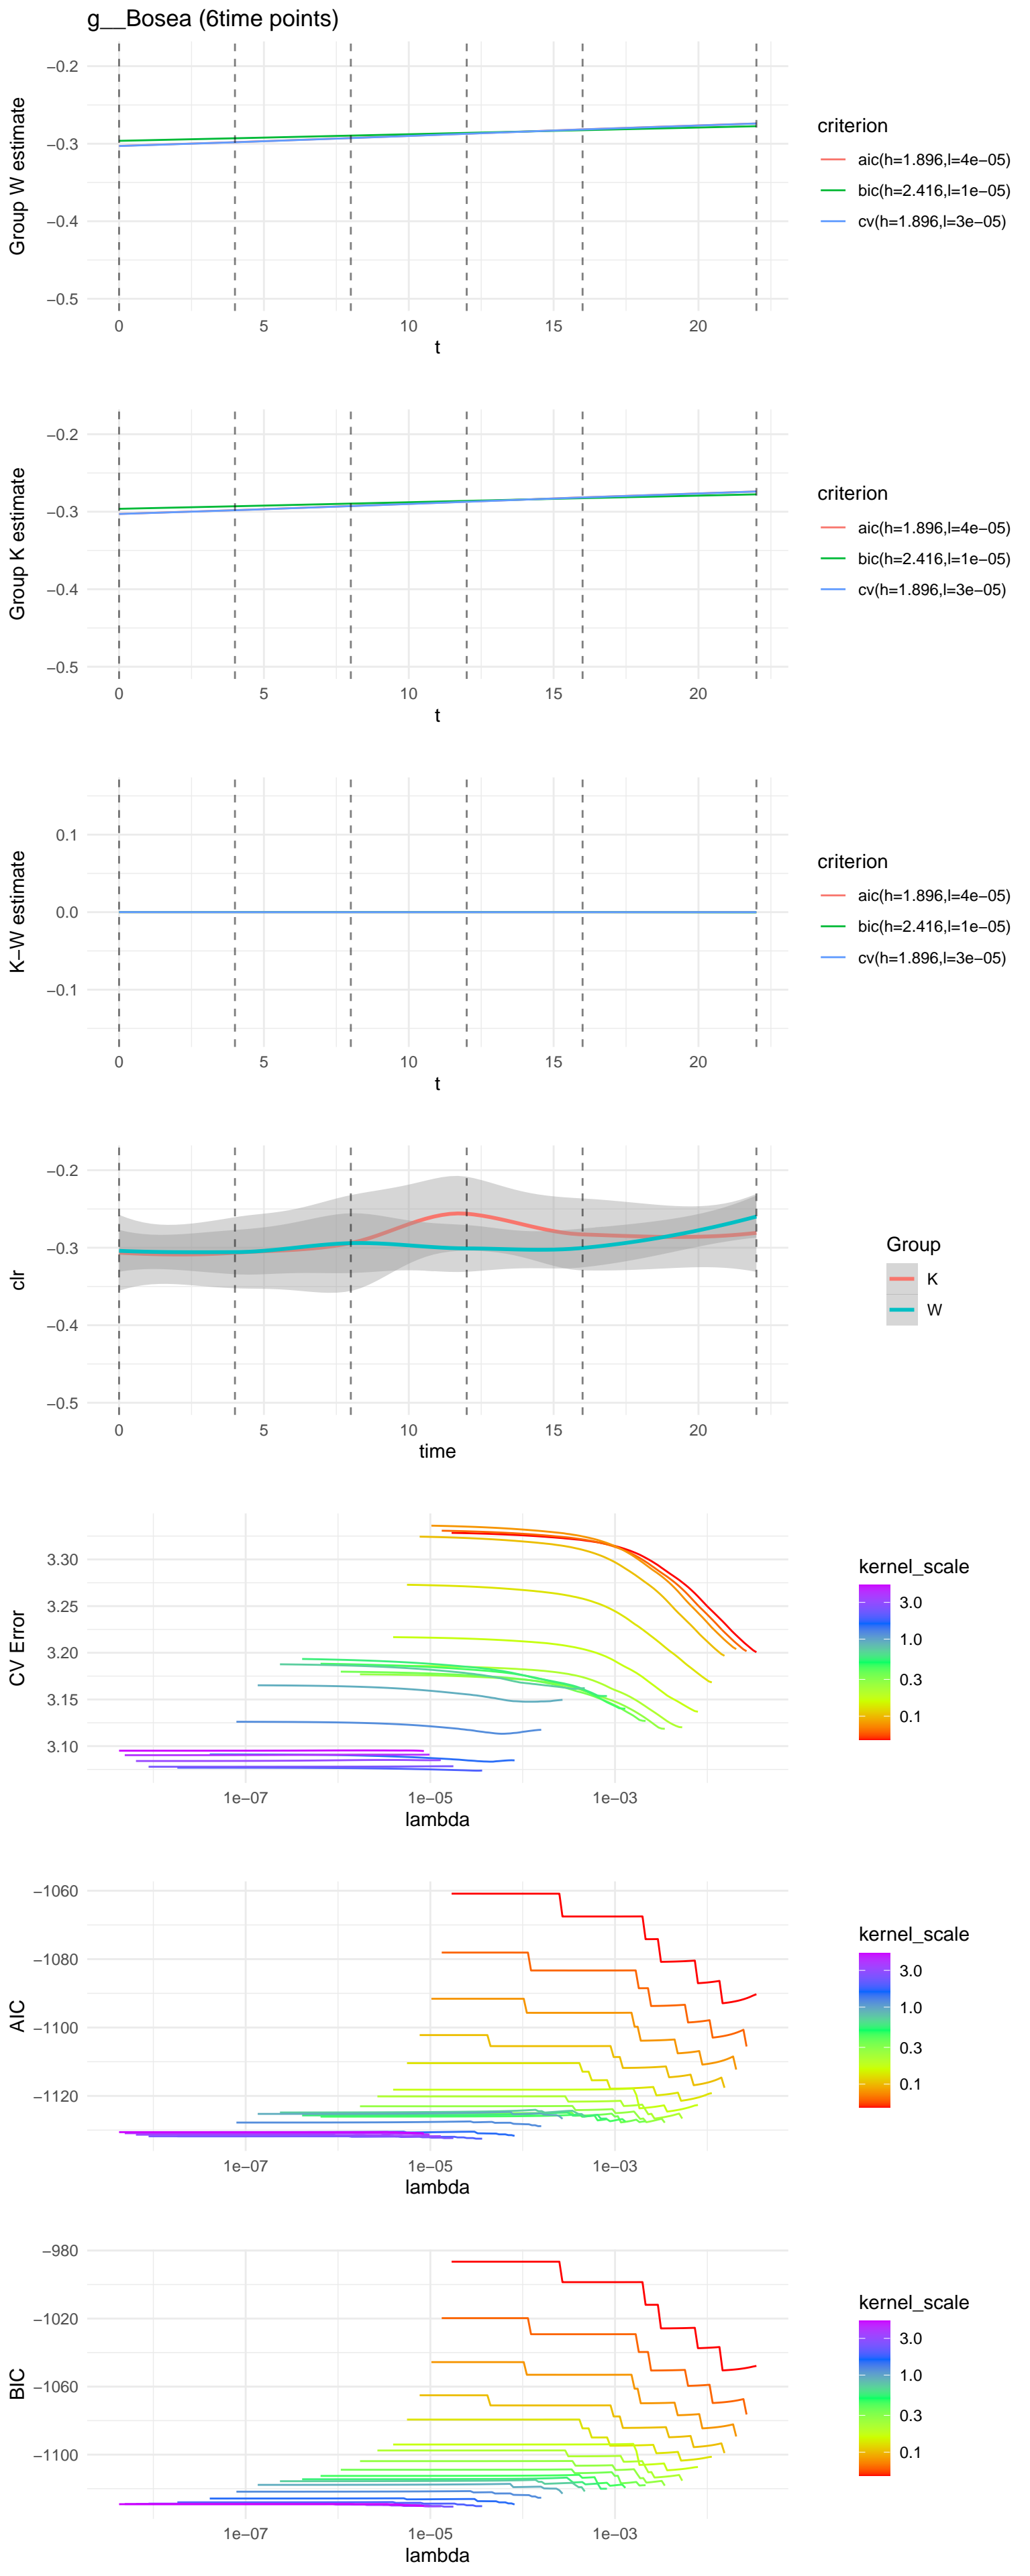 g__Bosea (6time points)
Group W estimate
−0.2
−0.3
−0.4
−0.5
0
5
10
15
20
t
criterion
aic(h=1.896,l=4e−05)
bic(h=2.416,l=1e−05)
cv(h=1.896,l=3e−05)
Group K estimate
−0.2
−0.3
−0.4
−0.5
0
5
10
15
20
t
criterion
aic(h=1.896,l=4e−05)
bic(h=2.416,l=1e−05)
cv(h=1.896,l=3e−05)
K−W estimate
0.1
0.0
−0.1
0
5
10
15
20
t
criterion
aic(h=1.896,l=4e−05)
bic(h=2.416,l=1e−05)
cv(h=1.896,l=3e−05)
clr
−0.2
−0.3
−0.4
−0.5
0
5
10
15
20
time
Group
K
W
CV Error
3.30
3.25
3.20
3.15
3.10
1e−07
1e−05
1e−03
lambda
kernel_scale
3.0
1.0
0.3
0.1
AIC
−1060
−1080
−1100
−1120
1e−07
1e−05
1e−03
lambda
kernel_scale
3.0
1.0
0.3
0.1
BIC
−980
−1020
−1060
−1100
1e−07
1e−05
1e−03
lambda
kernel_scale
3.0
1.0
0.3
0.1